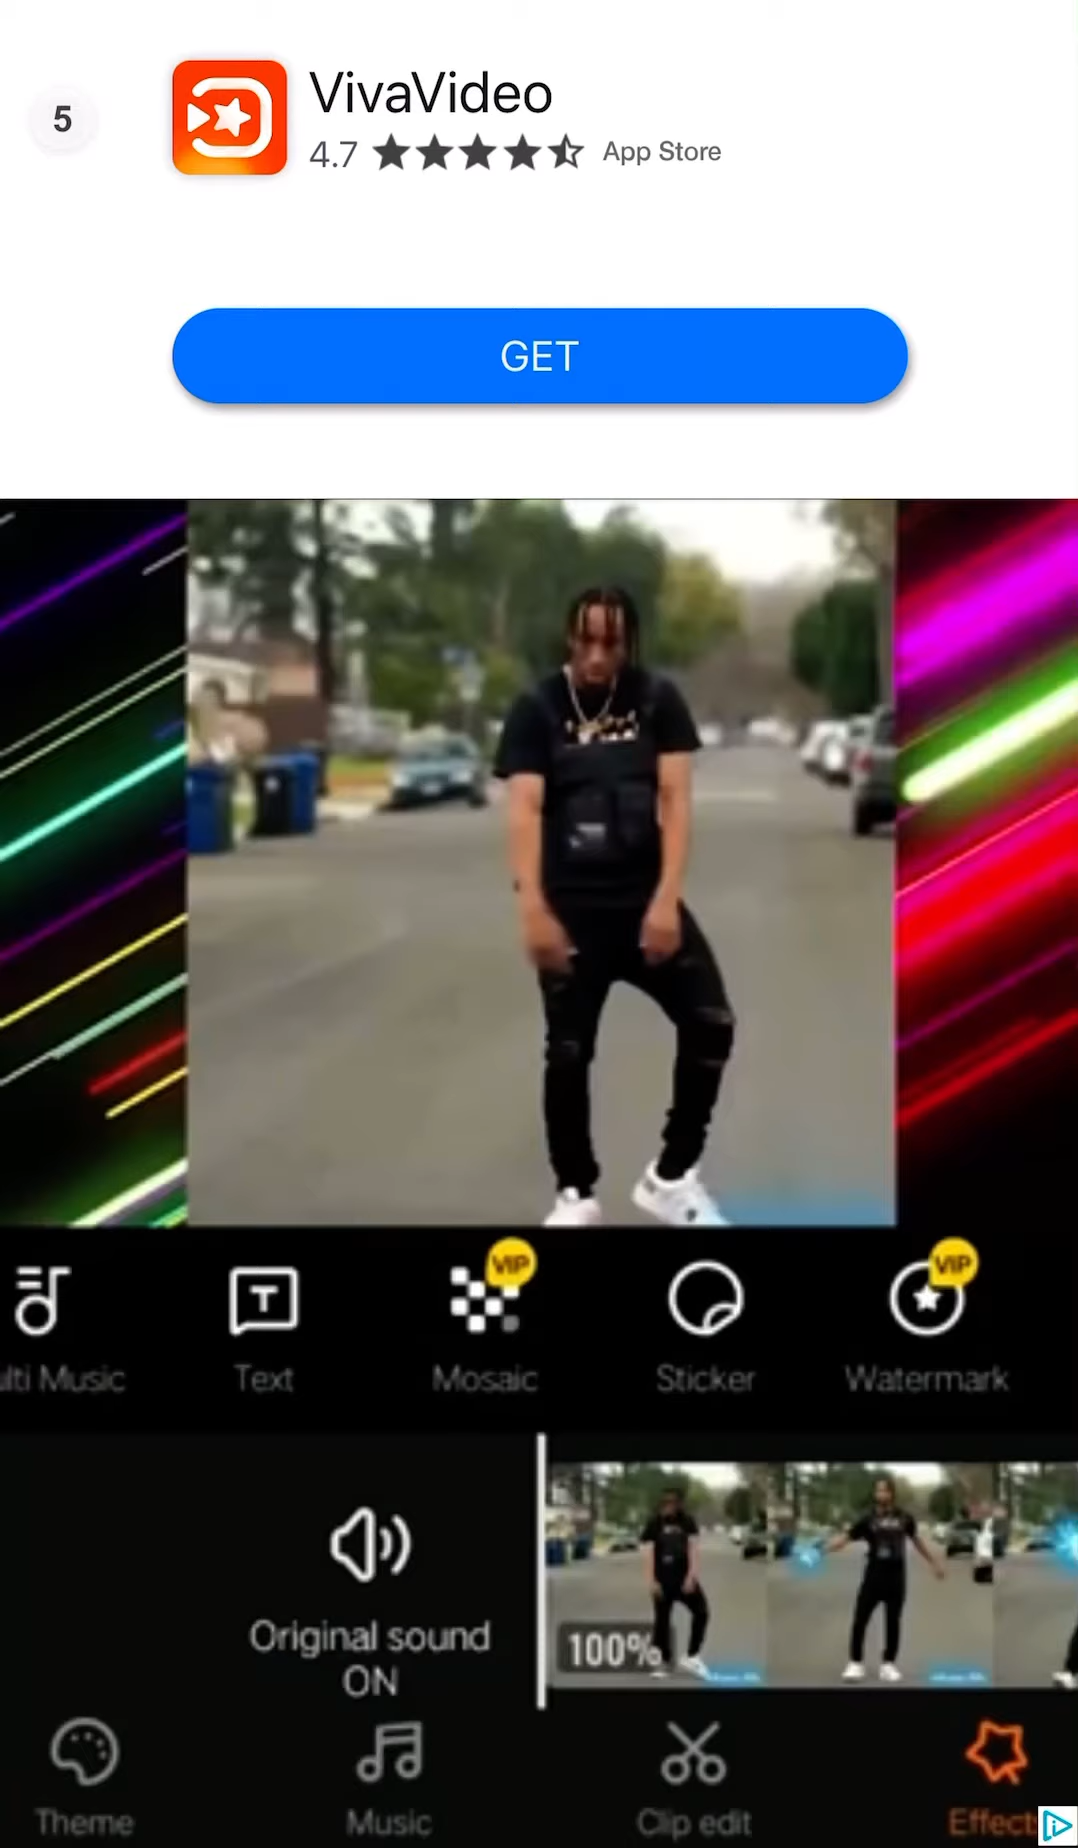 5
VivaVideo
4.7 App Store
GET
VIP
VIP
ulti Music
Text
Mosaic
Sticker
Watermark
Original sound
ON
100%
Theme
Music
Clip edit
Effect